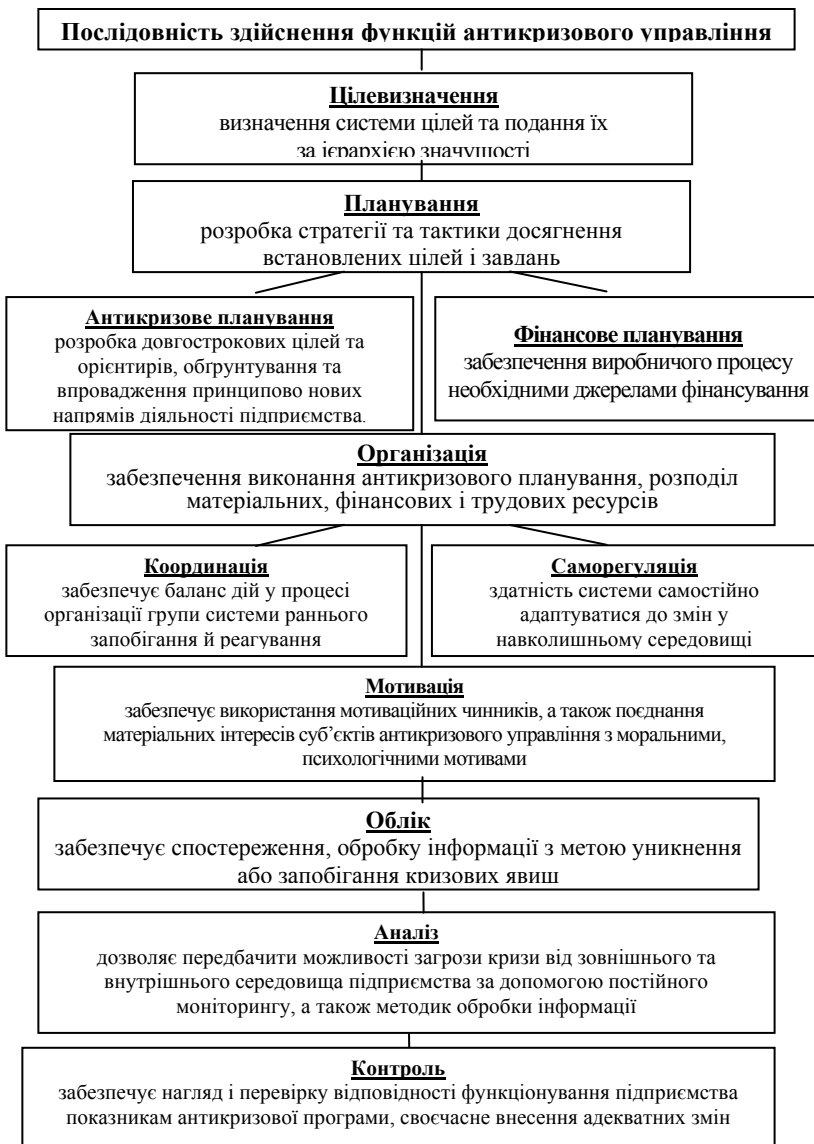 Послідовність здійснення функцій антикризового управління
Цілевизначення
визначення системи цілей та подання їх
за ієрархією значущості
Планування
розробка стратегії та тактики досягнення
встановлених цілей і завдань
Антикризове планування
розробка довгострокових цілей та
орієнтирів, обґрунтування та
впровадження принципово нових
напрямів діяльності підприємства.
Фінансове планування
забезпечення виробничого процесу
необхідними джерелами фінансування
Організація
забезпечення виконання антикризового планування, розподіл
матеріальних, фінансових і трудових ресурсів
Координація
забезпечує баланс дій у процесі
організації групи системи раннього
запобігання й реагування
Саморегуляція
здатність системи самостійно
адаптуватися до змін у
навколишньому середовищі
Мотивація
забезпечує використання мотиваційних чинників, а також поєднання
матеріальних інтересів суб’єктів антикризового управління з моральними,
психологічними мотивами
Облік
забезпечує спостереження, обробку інформації з метою уникнення
або запобігання кризових явищ
Аналіз
дозволяє передбачити можливості загрози кризи від зовнішнього та
внутрішнього середовища підприємства за допомогою постійного
моніторингу, а також методик обробки інформації
Контроль
забезпечує нагляд і перевірку відповідності функціонування підприємства
показникам антикризової програми, своєчасне внесення адекватних змін